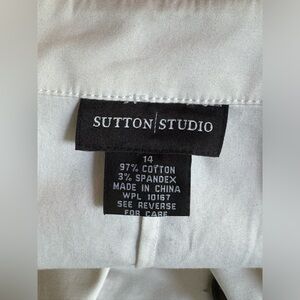 SUTTON|STUDIO
14
97% COTTON
3% SPANDEX
MADE IN CHINA
WPL 10167
SEE REVERSE
FOR CARE